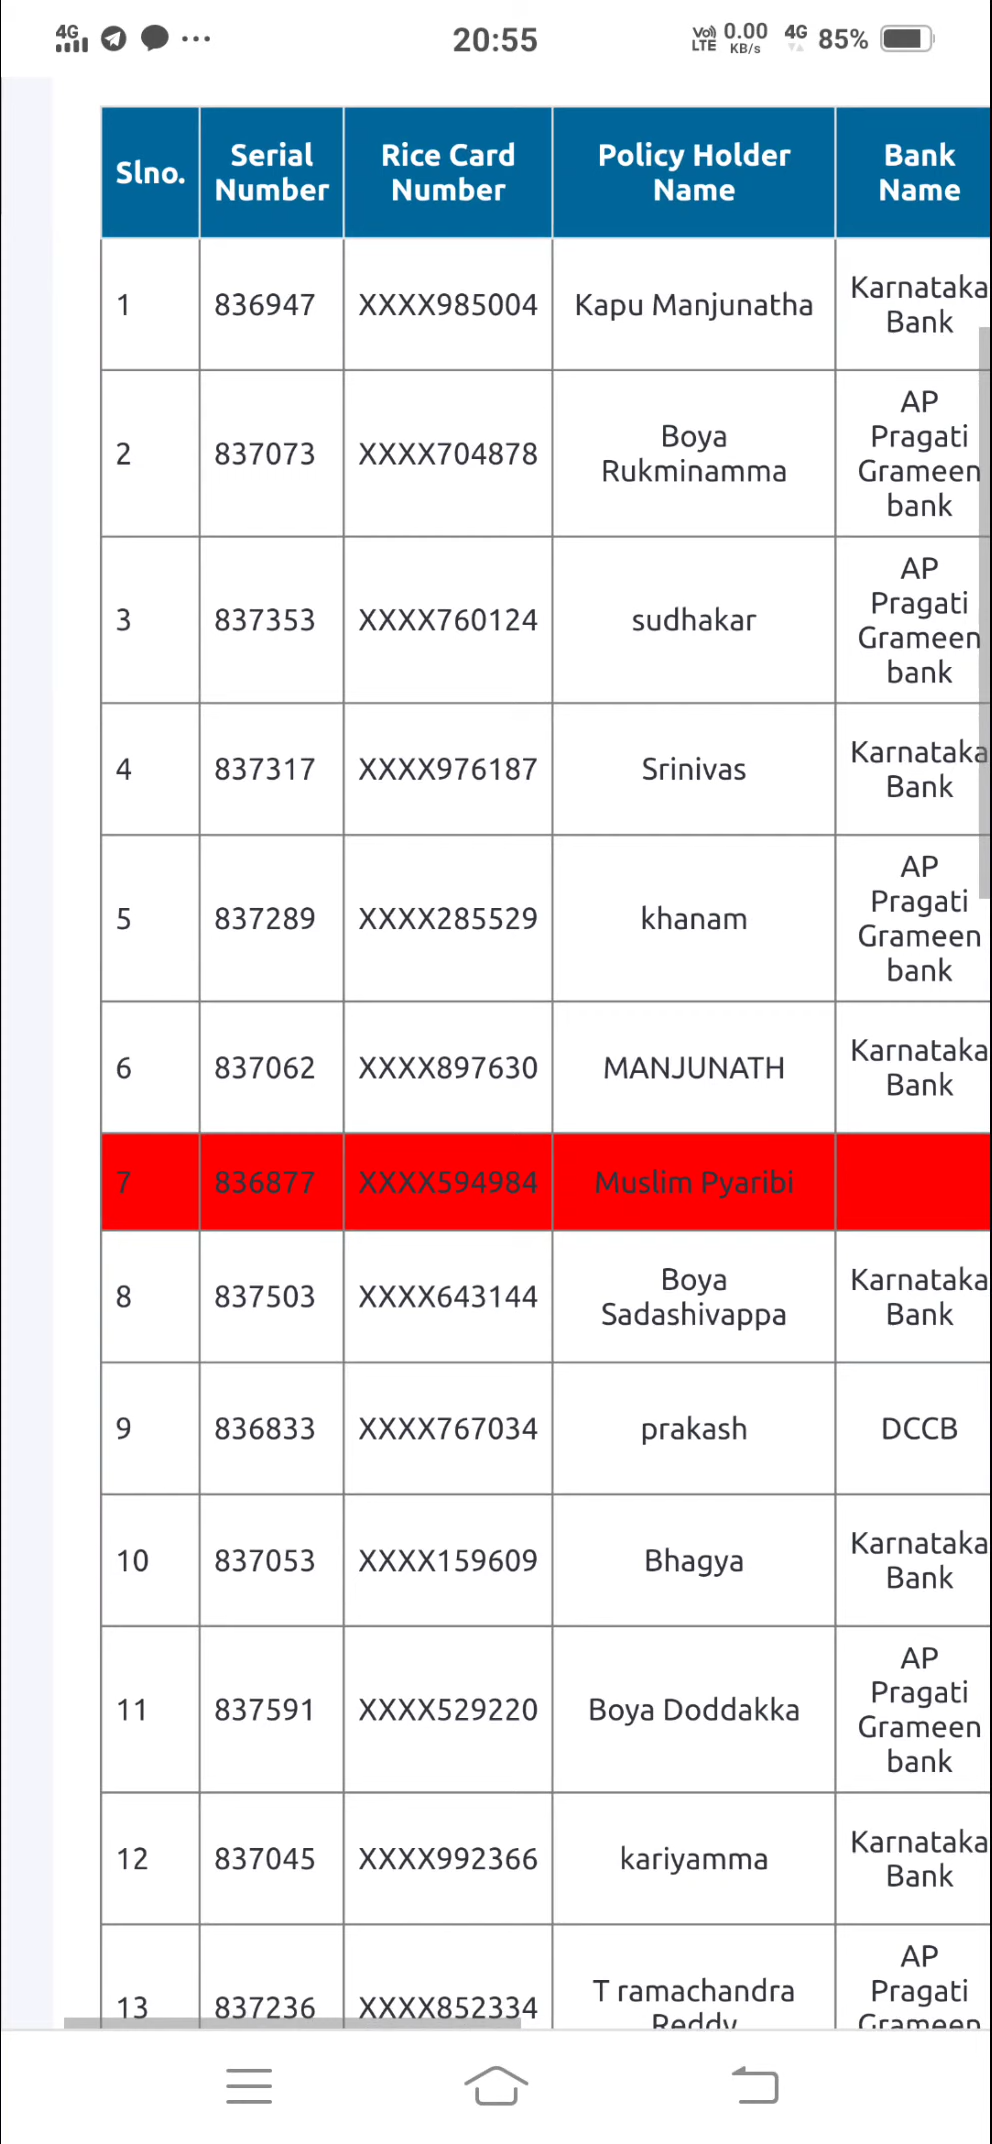 4G 20:55 Vo) LTE 0.00 KB/s 4G 85%
Slno. Serial Number Rice Card Number Policy Holder Name Bank Name
1 836947 XXXX985004 Kapu Manjunatha Karnataka Bank
2 837073 XXXX704878 Boya Rukminamma AP Pragati Grameen bank
3 837353 XXXX760124 sudhakar AP Pragati Grameen bank
4 837317 XXXX976187 Srinivas Karnataka Bank
5 837289 XXXX285529 khanam AP Pragati Grameen bank
6 837062 XXXX897630 MANJUNATH Karnataka Bank
7 836877 XXXX594984 Muslim Pyaribi
8 837503 XXXX643144 Boya Sadashivappa Karnataka Bank
9 836833 XXXX767034 prakash DCCB
10 837053 XXXX159609 Bhagya Karnataka Bank
11 837591 XXXX529220 Boya Doddakka AP Pragati Grameen bank
12 837045 XXXX992366 kariyamma Karnataka Bank
13 837236 XXXX852334 T ramachandra Reddy AP Pragati Grameen